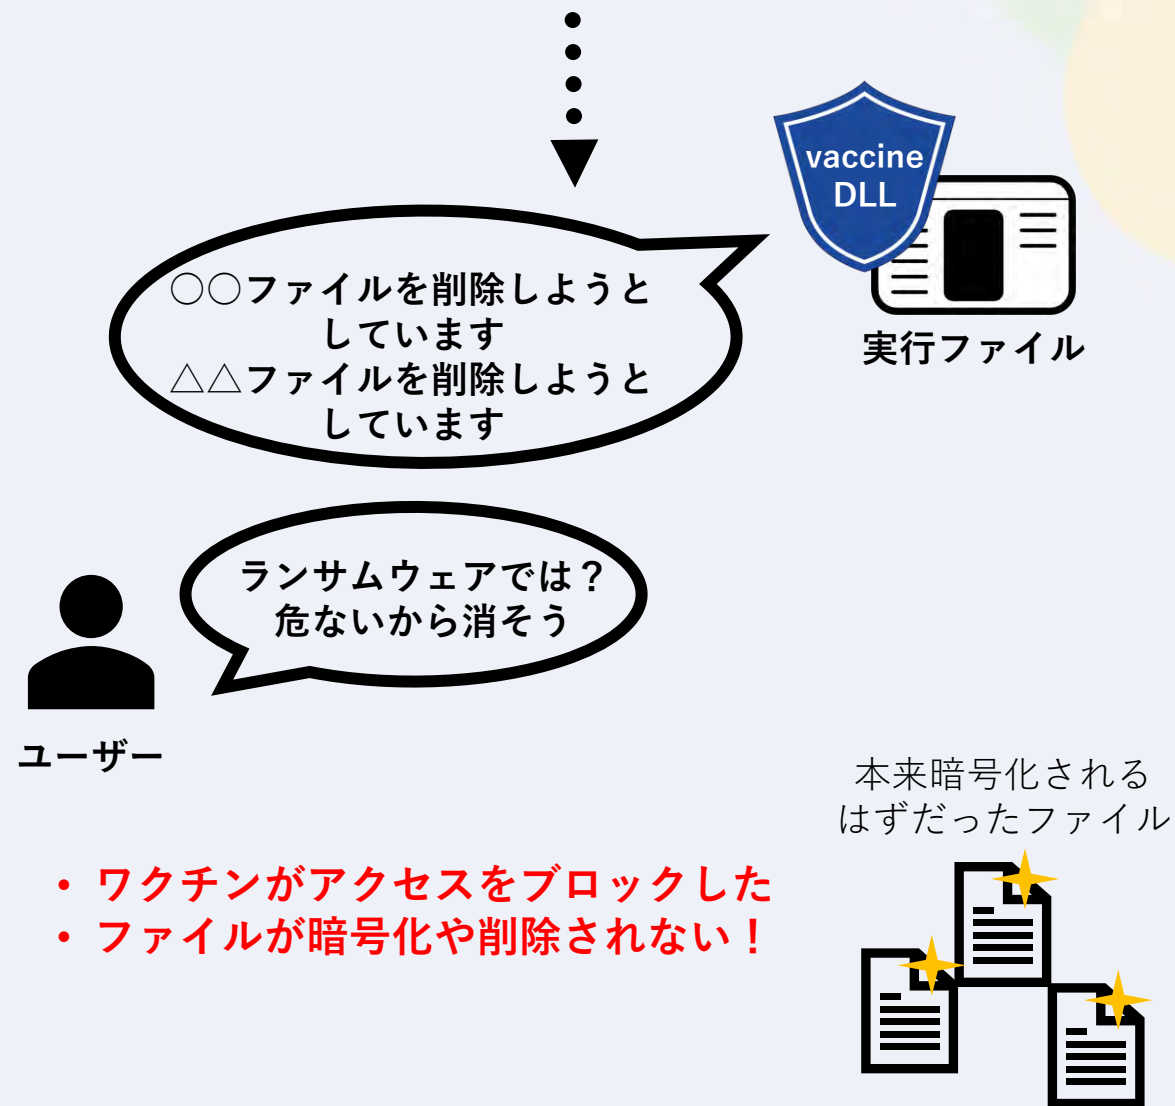 vaccine
DLL
実行ファイル
○○ファイルを削除しようと
しています
△△ファイルを削除しようと
しています
ランサムウェアでは？
危ないから消そう
ユーザー
本来暗号化される
はずだったファイル
• ワクチンがアクセスをブロックした
• ファイルが暗号化や削除されない！